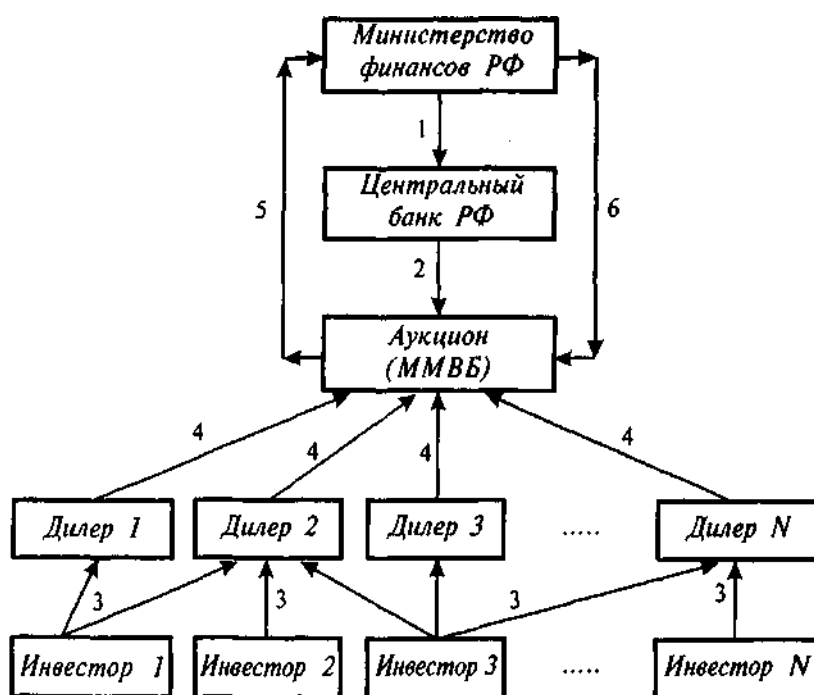 Министерство
финансов РФ
1
Центральный
банк РФ
5
6
2
Аукцион
(ММВБ)
4
4
4
4
Дилер 1
Дилер 2
Дилер 3
.....
Дилер N
3
3
3
3
Инвестор 1
Инвестор 2
Инвестор 3
.....
Инвестор N